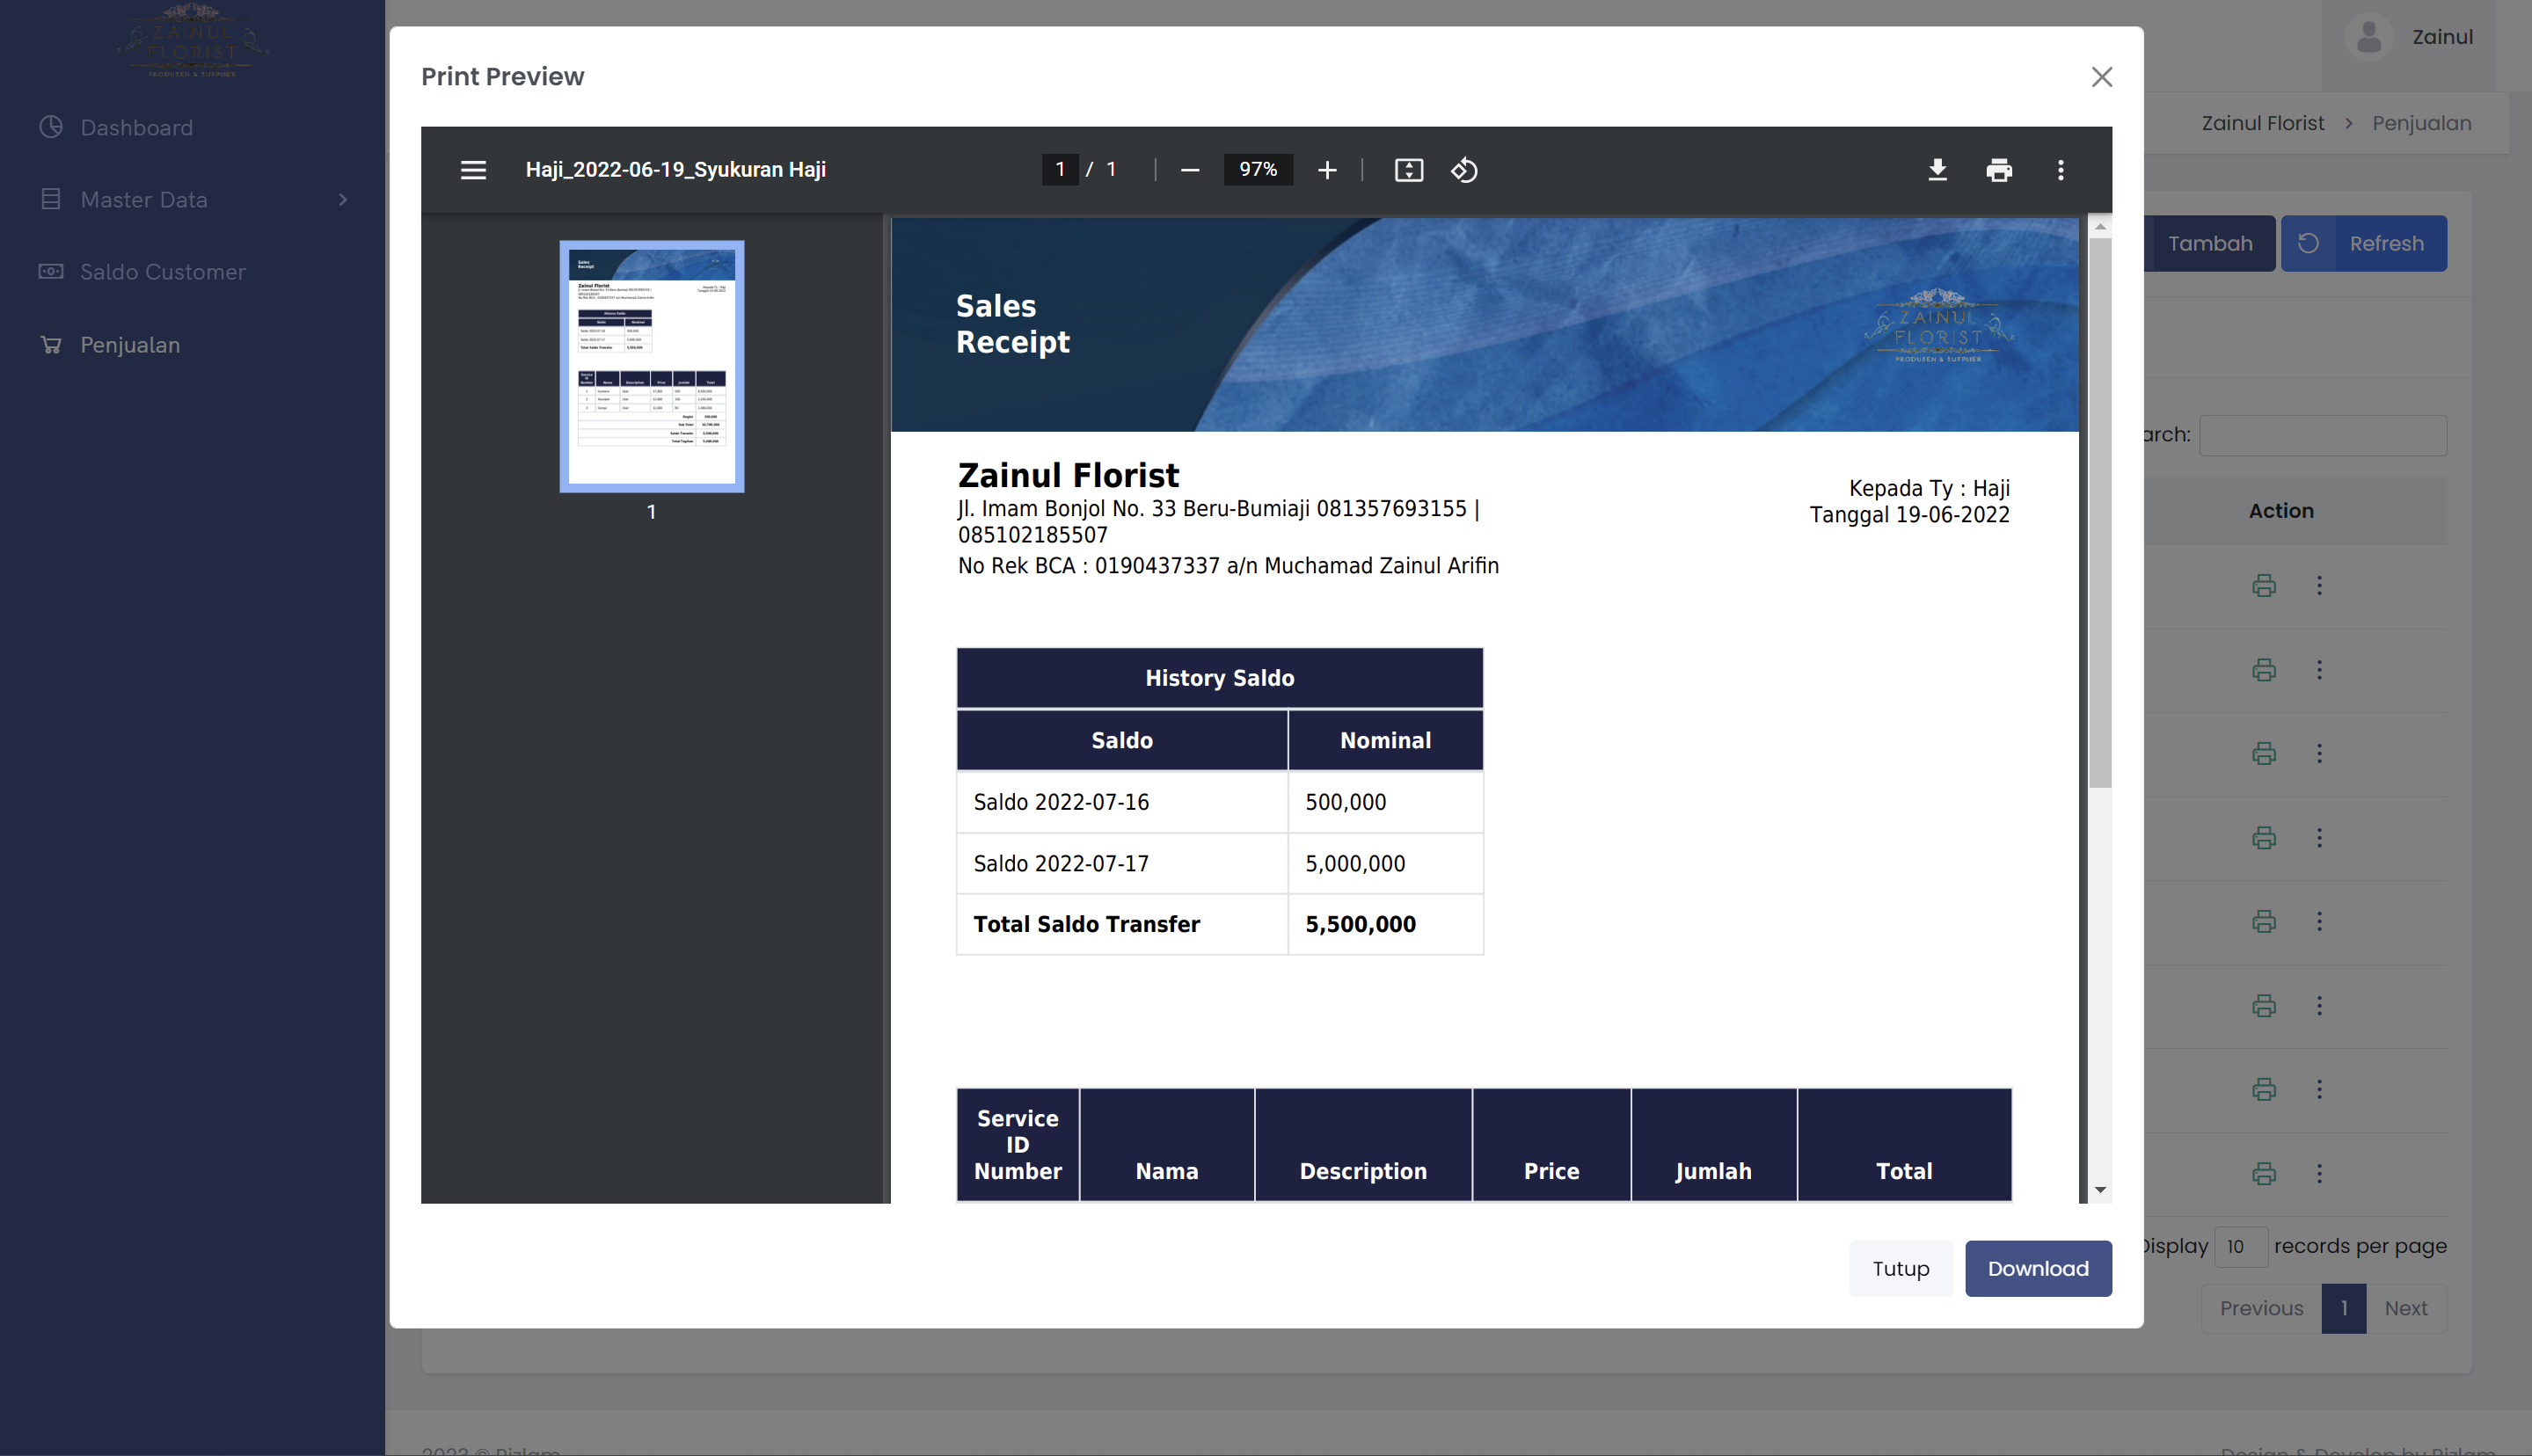 ZAINUL
FLORIST
PRODUZEN & SUPPLIER
Dashboard
Master Data
Saldo Customer
Penjualan
Zainul
Zainul Florist > Penjualan
Tambah
Refresh
arch:
Action
Display 10 records per page
Previous 1 Next
Print Preview
Haji_2022-06-19_Syukuran Haji
1 / 1
97%
1
Sales
Receipt
ZAINUL
FLORIST
Zainul Florist
Jl. Imam Bonjol No. 33 Beru-Bumiaji 081357693155 |
085102185507
No Rek BCA : 0190437337 a/n Muchamad Zainul Arifin
Kepada Ty : Haji
Tanggal 19-06-2022
History Saldo
Saldo Nominal
Saldo 2022-07-16 500,000
Saldo 2022-07-17 5,000,000
Total Saldo Transfer 5,500,000
Service
ID
Number Nama Description Price Jumlah Total
Tutup
Download
2023 © Rizlam
Design & Develop by Rizlam